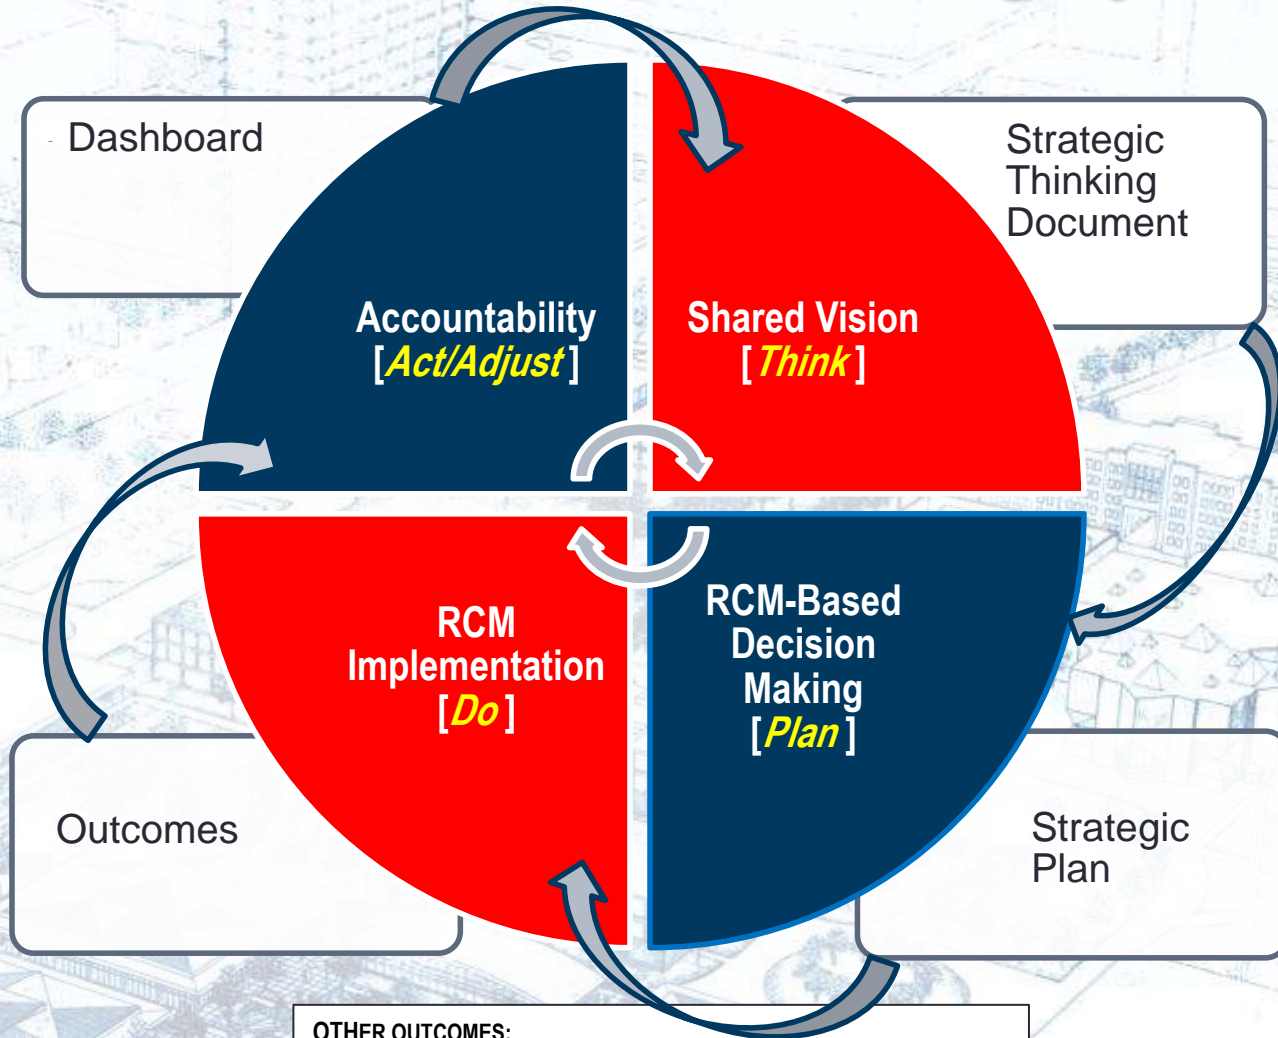 - Dashboard
Strategic
Thinking
Document
Accountability
[Act/Adjust ]
Shared Vision
[Think ]
RCM
Implementation
[Do ]
RCM-Based
Decision
Making
[Plan ]
Outcomes
Strategic
Plan
OTHER OUTCOMES: